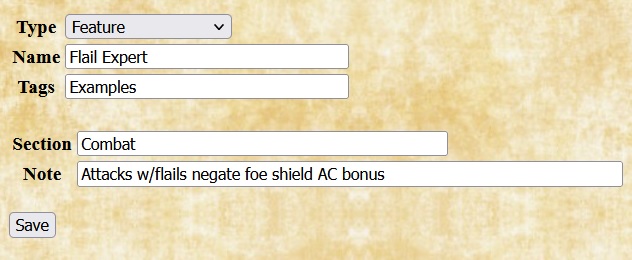 Type Feature
Name Flail Expert
Tags Examples
Section Combat
Note Attacks w/flails negate foe shield AC bonus
Save